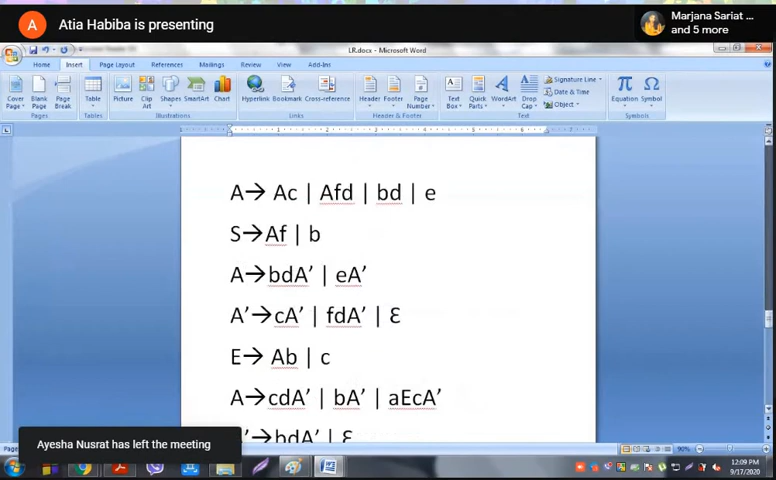 Atia Habiba is presenting
Marjana Sariat ...
and 5 more
LR.docx - Microsoft Word
Home Insert Page Layout References Mailings Review View Add-Ins
Cover Page Blank Page Page Break Table Picture Clip Art Shapes SmartArt Chart Hyperlink Bookmark Cross-reference Header Footer Page Number Text Box Quick Parts WordArt Drop Cap Signature Line Date & Time Object Equation Symbol
Pages Tables Illustrations Links Header & Footer Text Symbols
A→ Ac | Afd | bd | e
S→Af | b
A→bdA’ | eA’
A’→cA’ | fdA’ | Ɛ
E→ Ab | c
A→cdA’ | bA’ | aEcA’
A’→bdA’ | Ɛ
Ayesha Nusrat has left the meeting
90%
12:09 PM
9/17/2020